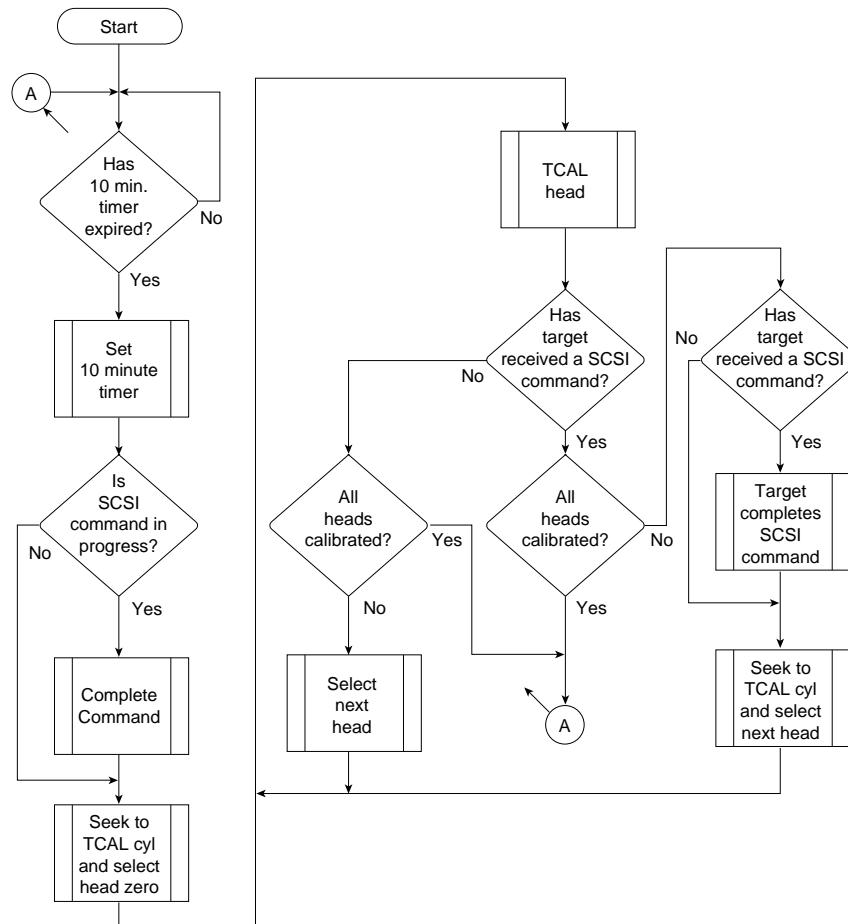 Start
A
Has
10 min.
timer
expired?
No
Yes
Set
10 minute
timer
Is
SCSI
command in
progress?
No
Yes
Complete
Command
Seek to
TCAL cyl
and select
head zero
TCAL
head
Has
target
received a SCSI
command?
No
Yes
All
heads
calibrated?
Yes
No
Select
next
head
All
heads
calibrated?
No
Yes
A
Has
target
received a SCSI
command?
No
Yes
Target
completes
SCSI
command
Seek to
TCAL cyl
and select
next head